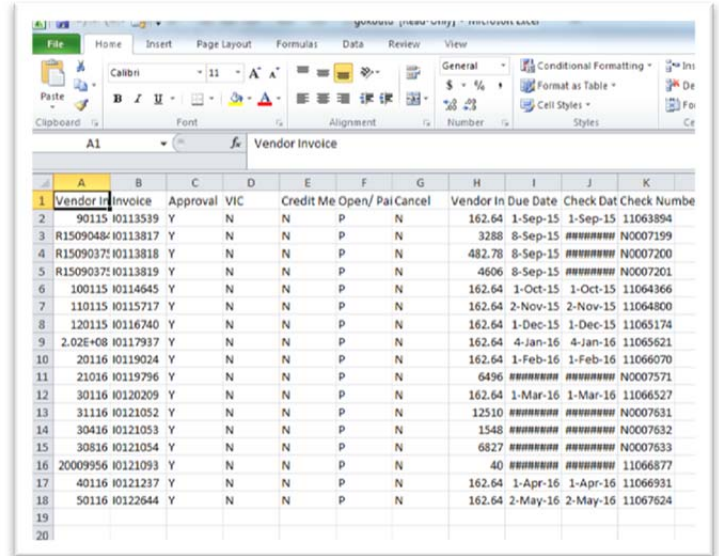 File Home Insert Page Layout Formulas Data Review View
Calibri 11 A A General Conditional Formatting
Paste B I U A $ % , Format as Table
Cell Styles
Clipboard Font Alignment Number Styles
A1 fx Vendor Invoice
A B C D E F G H I J K
1 Vendor In Invoice Approval VIC Credit Me Open/ Pai Cancel Vendor In Due Date Check Dat Check Numbe
2 90115 I0113539 Y N N P N 162.64 1-Sep-15 1-Sep-15 11063894
3 R1509048 I0113817 Y N N P N 3288 8-Sep-15 ######## N0007199
4 R1509037 I0113818 Y N N P N 482.78 8-Sep-15 ######## N0007200
5 R1509037 I0113819 Y N N P N 4606 8-Sep-15 ######## N0007201
6 100115 I0114645 Y N N P N 162.64 1-Oct-15 1-Oct-15 11064366
7 110115 I0115717 Y N N P N 162.64 2-Nov-15 2-Nov-15 11064800
8 120115 I0116740 Y N N P N 162.64 1-Dec-15 1-Dec-15 11065174
9 2.02E+08 I0117937 Y N N P N 162.64 4-Jan-16 4-Jan-16 11065621
10 20116 I0119024 Y N N P N 162.64 1-Feb-16 1-Feb-16 11066070
11 21016 I0119796 Y N N P N 6496 ######## ######## N0007571
12 30116 I0120209 Y N N P N 162.64 1-Mar-16 1-Mar-16 11066527
13 31116 I0121052 Y N N P N 12510 ######## ######## N0007631
14 30416 I0121053 Y N N P N 1548 ######## ######## N0007632
15 30816 I0121054 Y N N P N 6827 ######## ######## N0007633
16 20009956 I0121093 Y N N P N 40 ######## ######## 11066877
17 40116 I0121237 Y N N P N 162.64 1-Apr-16 1-Apr-16 11066931
18 50116 I0122644 Y N N P N 162.64 2-May-16 2-May-16 11067624
19
20